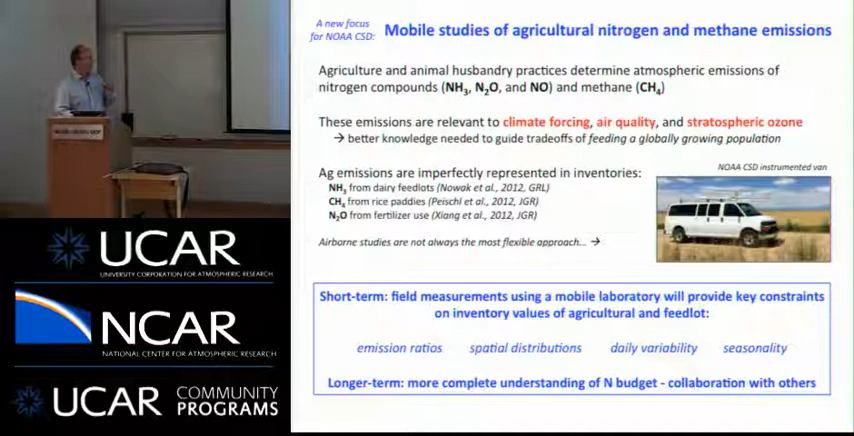 A new focus
for NOAA CSD:
Mobile studies of agricultural nitrogen and methane emissions
Agriculture and animal husbandry practices determine atmospheric emissions of
nitrogen compounds (NH3, N2O, and NO) and methane (CH4)
These emissions are relevant to climate forcing, air quality, and stratospheric ozone
→ better knowledge needed to guide tradeoffs of feeding a globally growing population
Ag emissions are imperfectly represented in inventories:
NH3 from dairy feedlots (Nowak et al., 2012, GRL)
CH4 from rice paddies (Peischl et al., 2012, JGR)
N2O from fertilizer use (Xiang et al., 2012, JGR)
Airborne studies are not always the most flexible approach... →
NOAA CSD instrumented van
Short-term: field measurements using a mobile laboratory will provide key constraints
on inventory values of agricultural and feedlot:
emission ratios spatial distributions daily variability seasonality
Longer-term: more complete understanding of N budget - collaboration with others
UCAR
UNIVERSITY CORPORATION FOR ATMOSPHERIC RESEARCH
NCAR
NATIONAL CENTER FOR ATMOSPHERIC RESEARCH
UCAR COMMUNITY
PROGRAMS